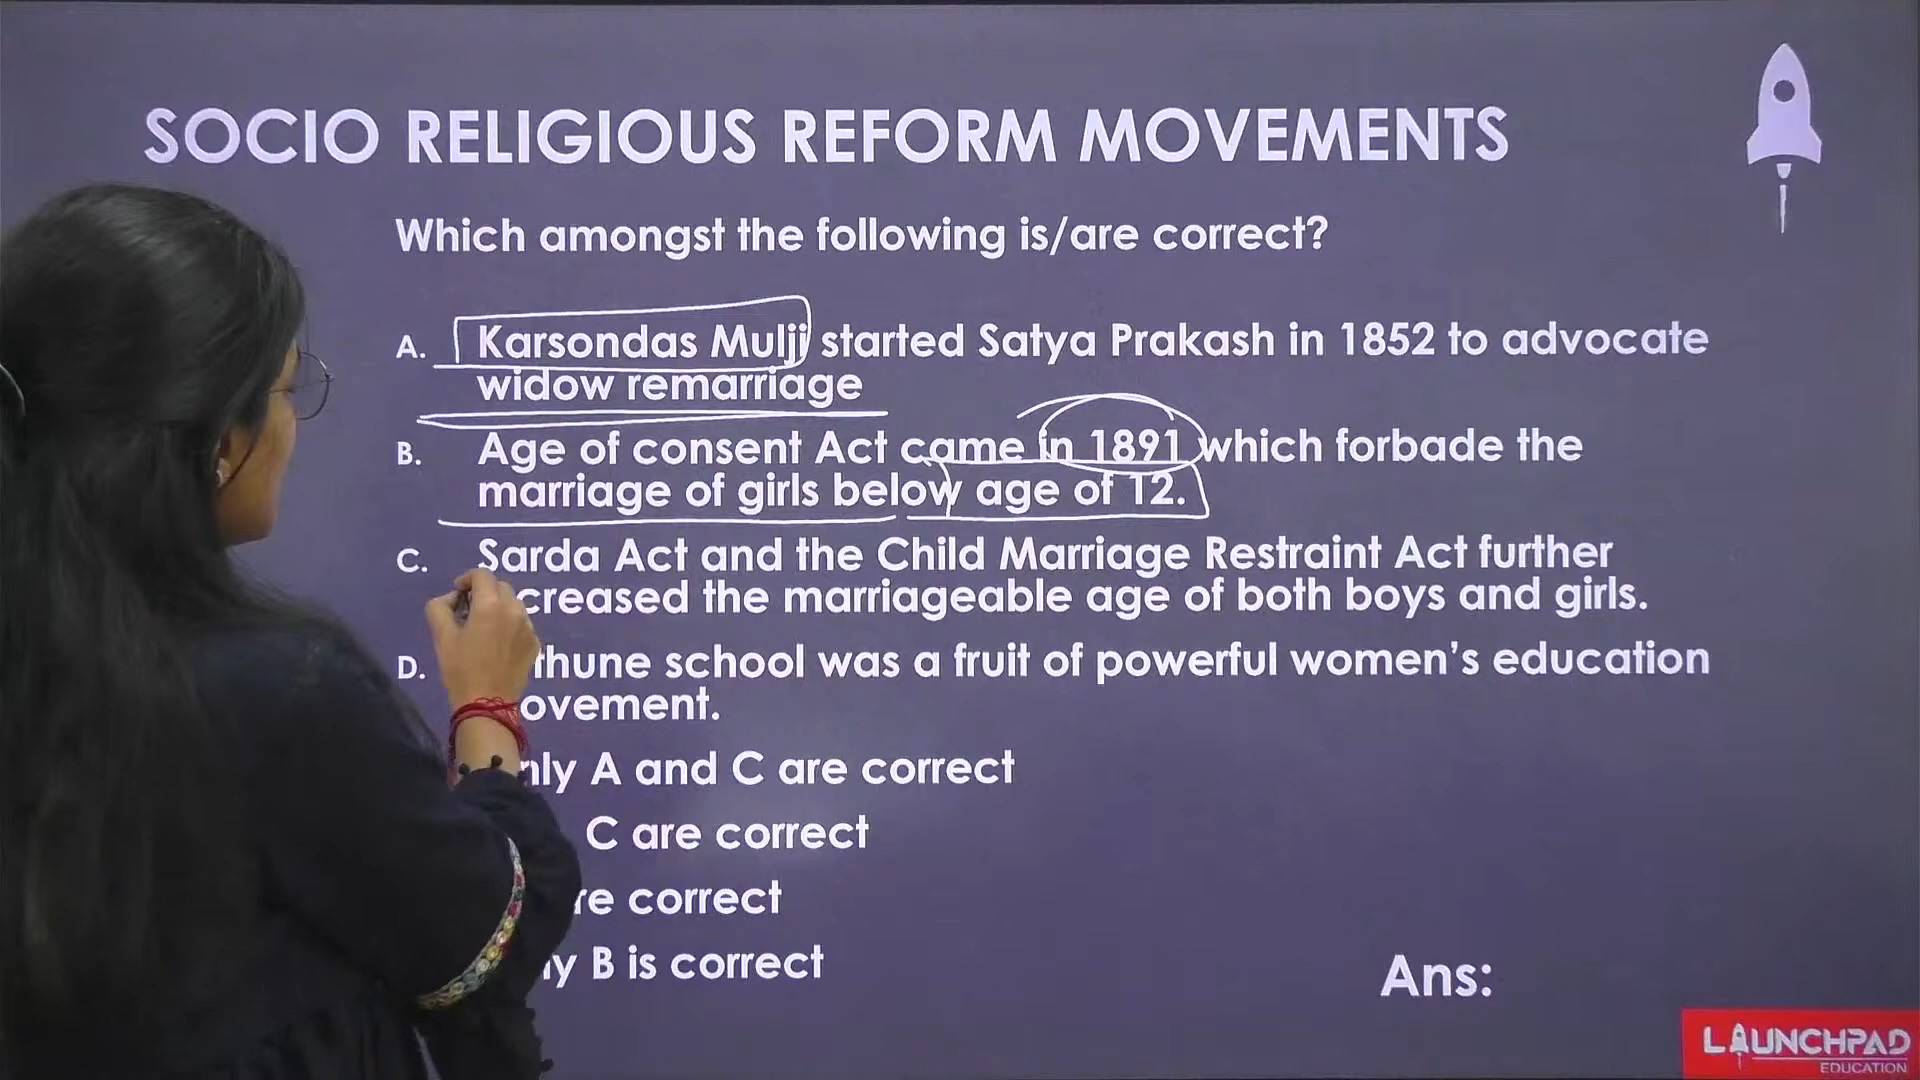 SOCIO RELIGIOUS REFORM MOVEMENTS
Which amongst the following is/are correct?
A. Karsondas Mulji started Satya Prakash in 1852 to advocate
widow remarriage
B. Age of consent Act came in 1891 which forbade the
marriage of girls below age of 12.
C. Sarda Act and the Child Marriage Restraint Act further
creased the marriageable age of both boys and girls.
D. thune school was a fruit of powerful women's education
ovement.
nly A and C are correct
C are correct
re correct
ly B is correct
Ans:
LAUNCHPAD
EDUCATION